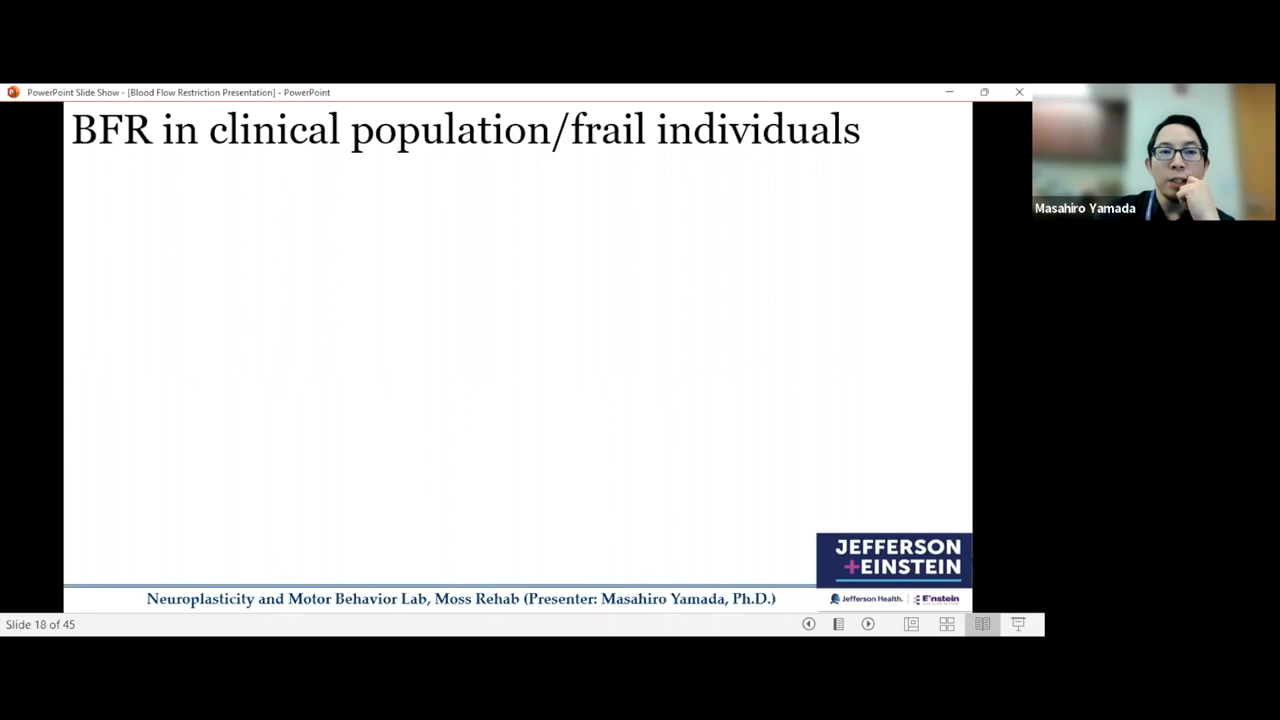 PowerPoint Slide Show - [Blood Flow Restriction Presentation] - PowerPoint
BFR in clinical population/frail individuals
Masahiro Yamada
JEFFERSON
+EINSTEIN
Neuroplasticity and Motor Behavior Lab, Moss Rehab (Presenter: Masahiro Yamada, Ph.D.)
Jefferson Health. Einstein
Slide 18 of 45